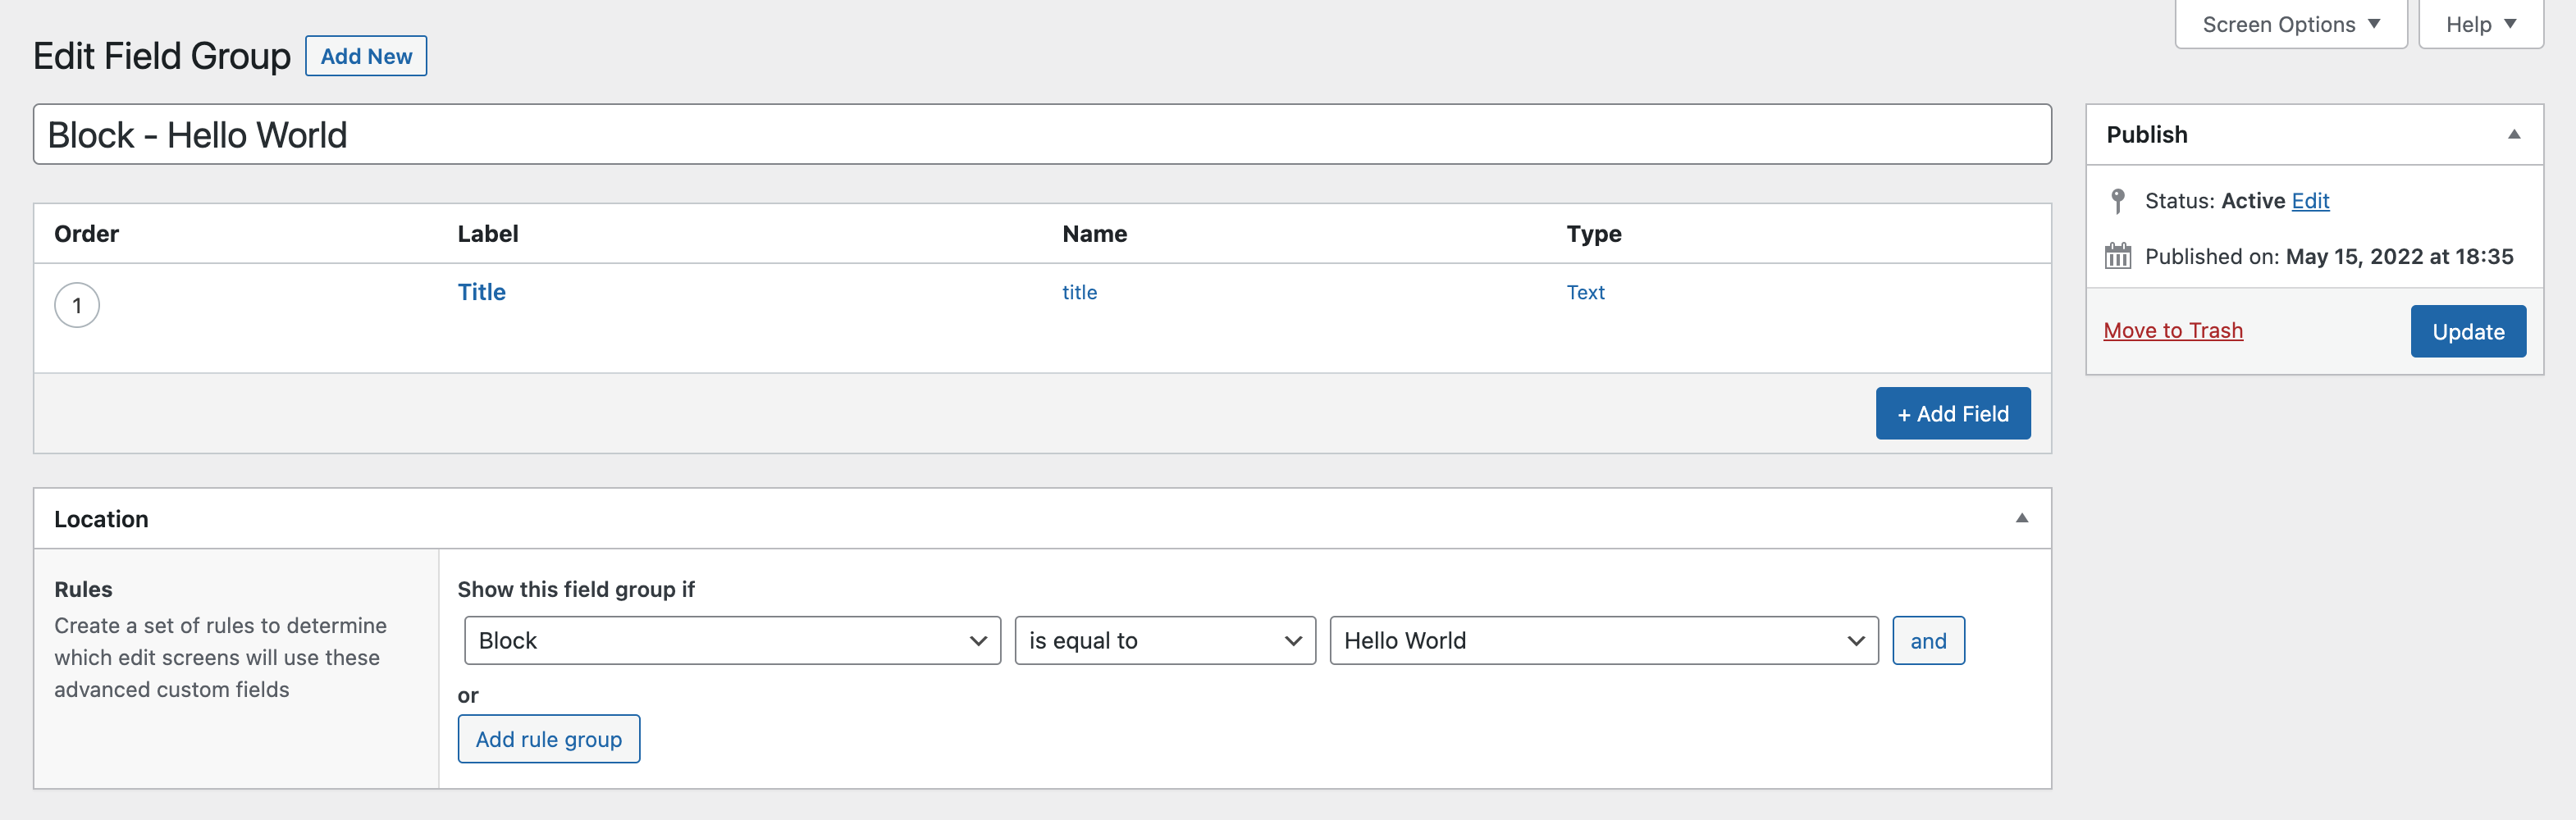 Screen Options
Help
Edit Field Group
Add New
Block - Hello World
Order
Label
Name
Type
1
Title
title
Text
+ Add Field
Publish
Status: Active Edit
Published on: May 15, 2022 at 18:35
Move to Trash
Update
Location
Rules
Create a set of rules to determine
which edit screens will use these
advanced custom fields
Show this field group if
Block
is equal to
Hello World
and
or
Add rule group